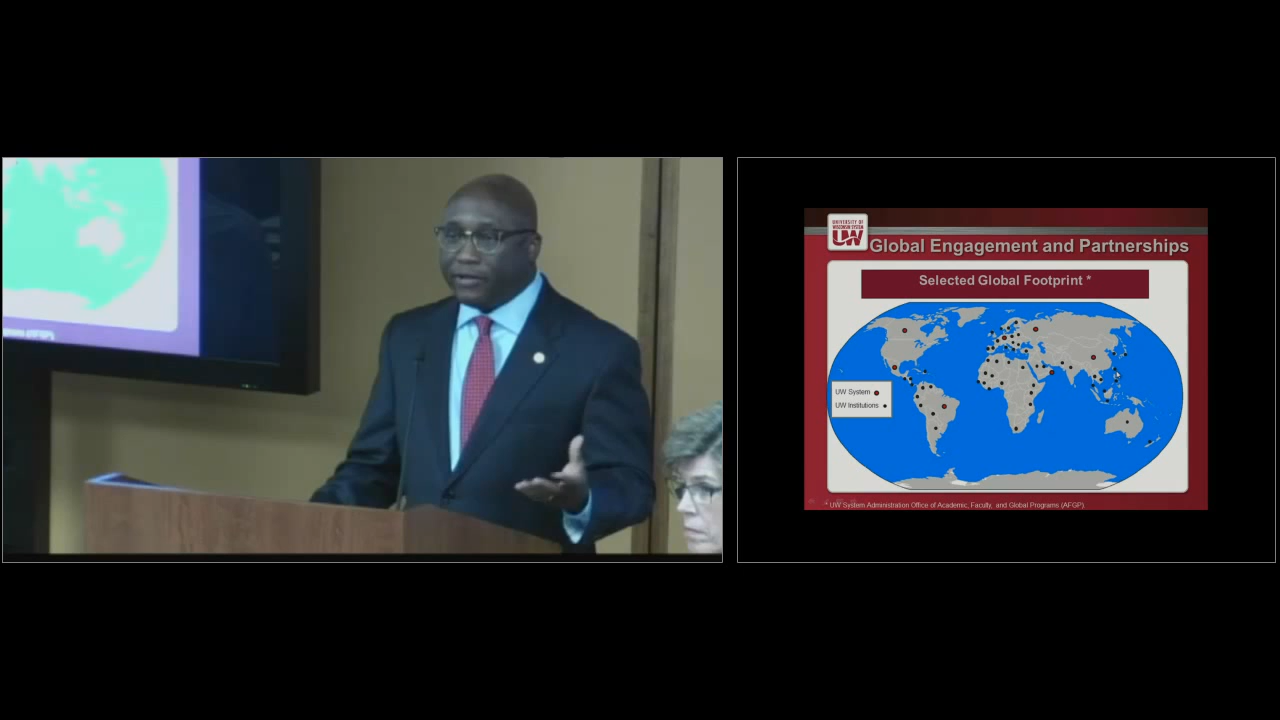 UNIVERSITY OF
WISCONSIN SYSTEM
UW
Global Engagement and Partnerships
Selected Global Footprint *
UW System
UW Institutions
* UW System Administration Office of Academic, Faculty, and Global Programs (AFGP)